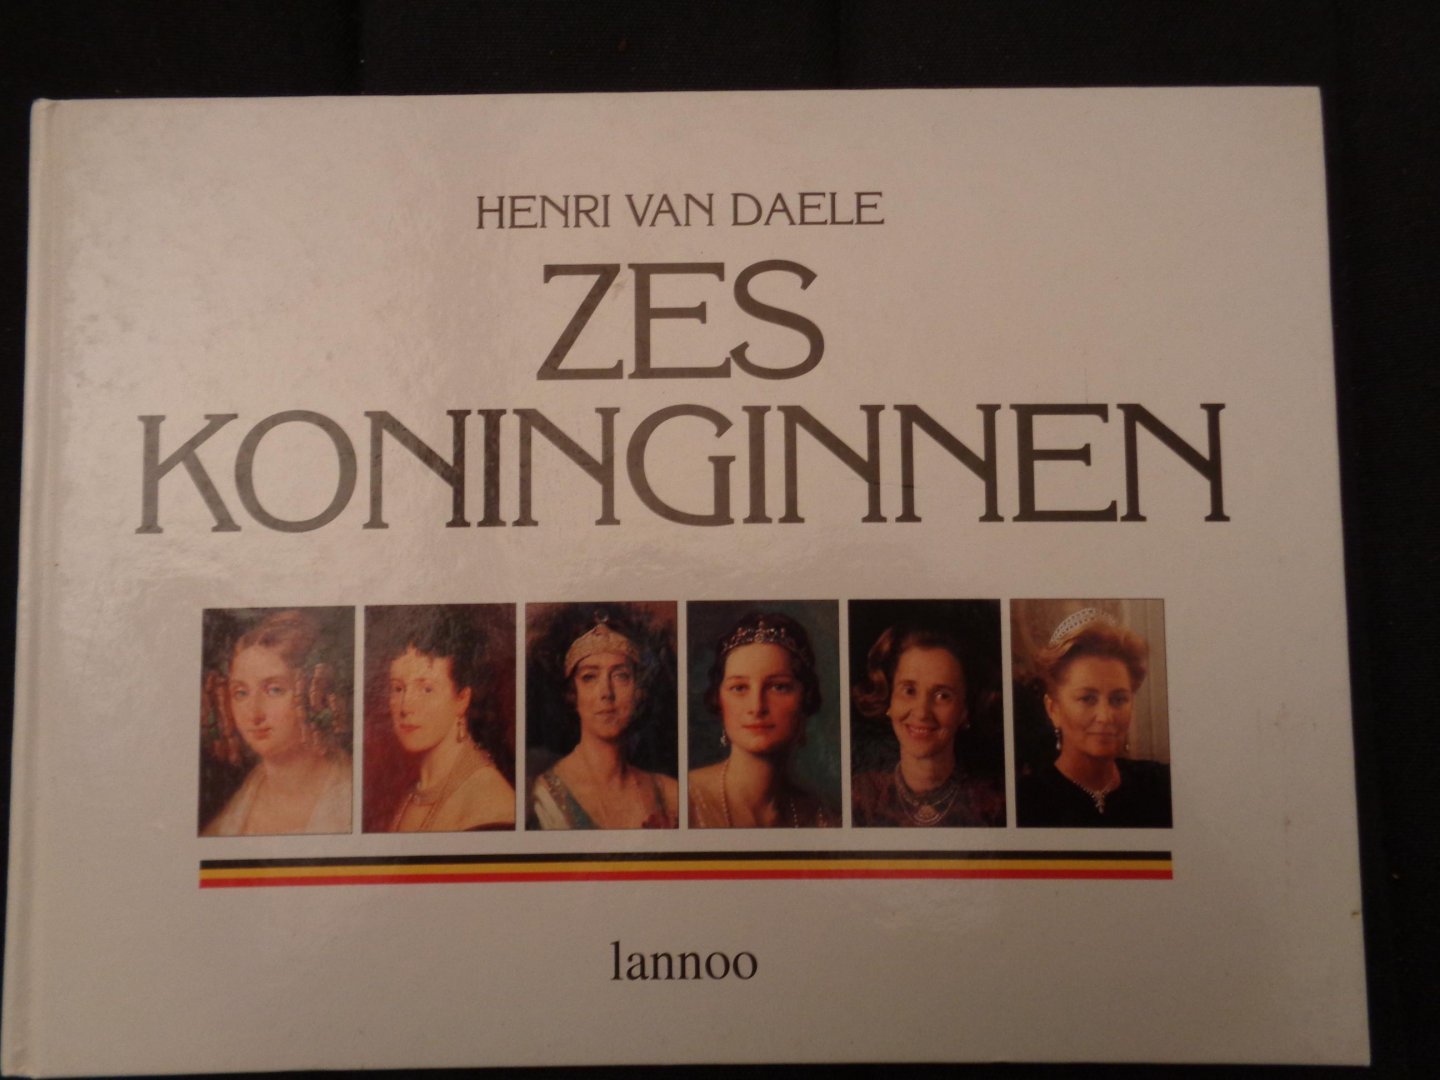 HENRI VAN DAELE
ZES
KONINGINNEN
lannoo